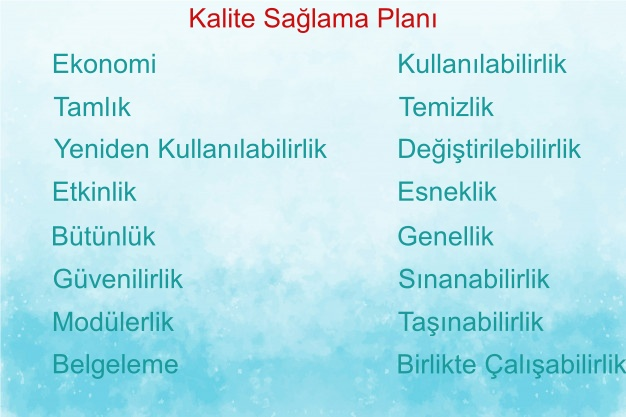 Kalite Sağlama Planı
Ekonomi
Tamlık
Yeniden Kullanılabilirlik
Etkinlik
Bütünlük
Güvenilirlik
Modülerlik
Belgeleme
Kullanılabilirlik
Temizlik
Değiştirilebilirlik
Esneklik
Genellik
Sınanabilirlik
Taşınabilirlik
Birlikte Çalışabilirlik